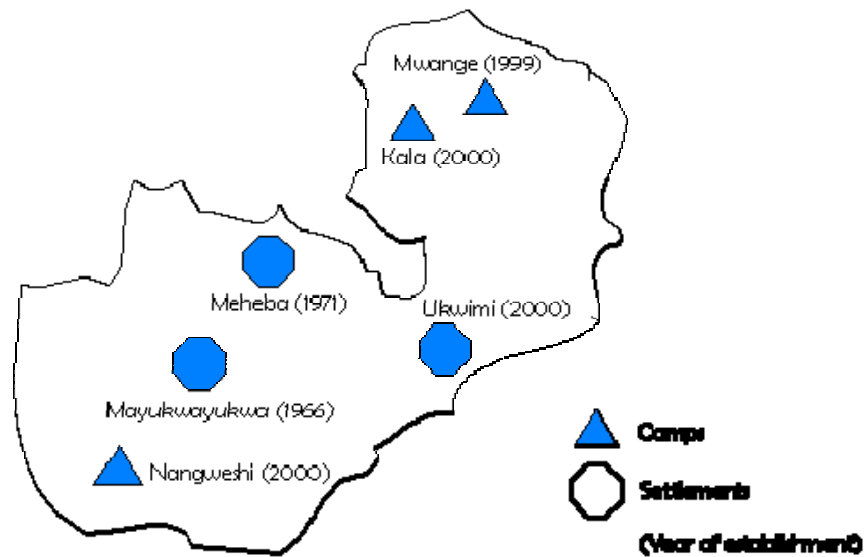 Mwange (1999)
Kala (2000)
Meheba (1971)
Ukwimi (2000)
Mayukwayukwa (1966)
Nangweshi (2000)
Camps
Settlements
(Year of establishment)